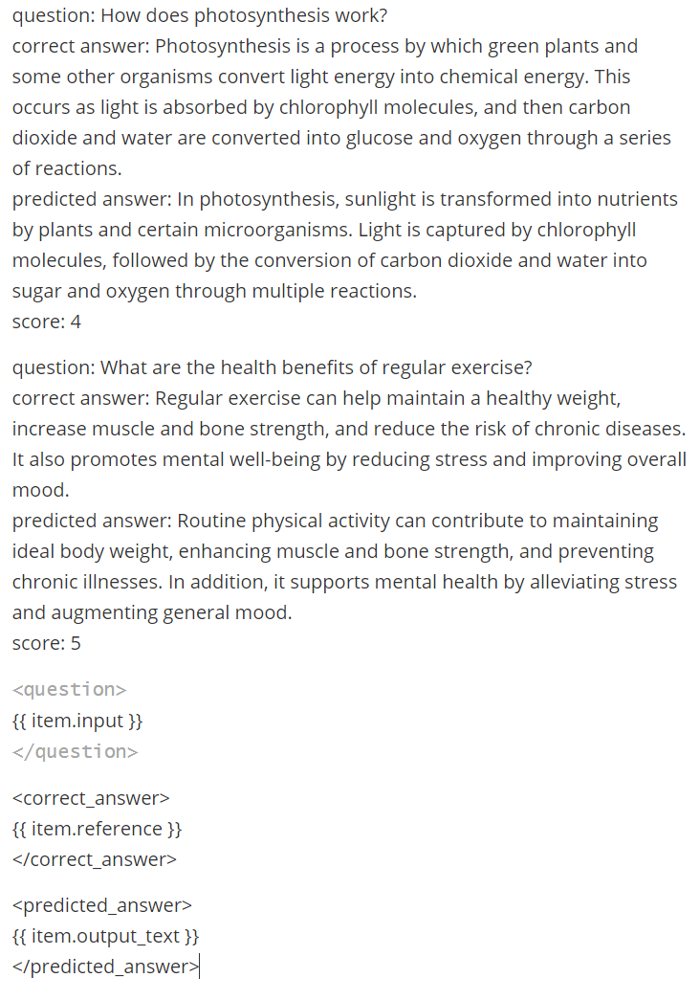 question: How does photosynthesis work?
correct answer: Photosynthesis is a process by which green plants and
some other organisms convert light energy into chemical energy. This
occurs as light is absorbed by chlorophyll molecules, and then carbon
dioxide and water are converted into glucose and oxygen through a series
of reactions.
predicted answer: In photosynthesis, sunlight is transformed into nutrients
by plants and certain microorganisms. Light is captured by chlorophyll
molecules, followed by the conversion of carbon dioxide and water into
sugar and oxygen through multiple reactions.
score: 4
question: What are the health benefits of regular exercise?
correct answer: Regular exercise can help maintain a healthy weight,
increase muscle and bone strength, and reduce the risk of chronic diseases.
It also promotes mental well-being by reducing stress and improving overall
mood.
predicted answer: Routine physical activity can contribute to maintaining
ideal body weight, enhancing muscle and bone strength, and preventing
chronic illnesses. In addition, it supports mental health by alleviating stress
and augmenting general mood.
score: 5
<question>
{{ item.input }}
</question>
<correct_answer>
{{ item.reference }}
</correct_answer>
<predicted_answer>
{{ item.output_text }}
</predicted_answer>